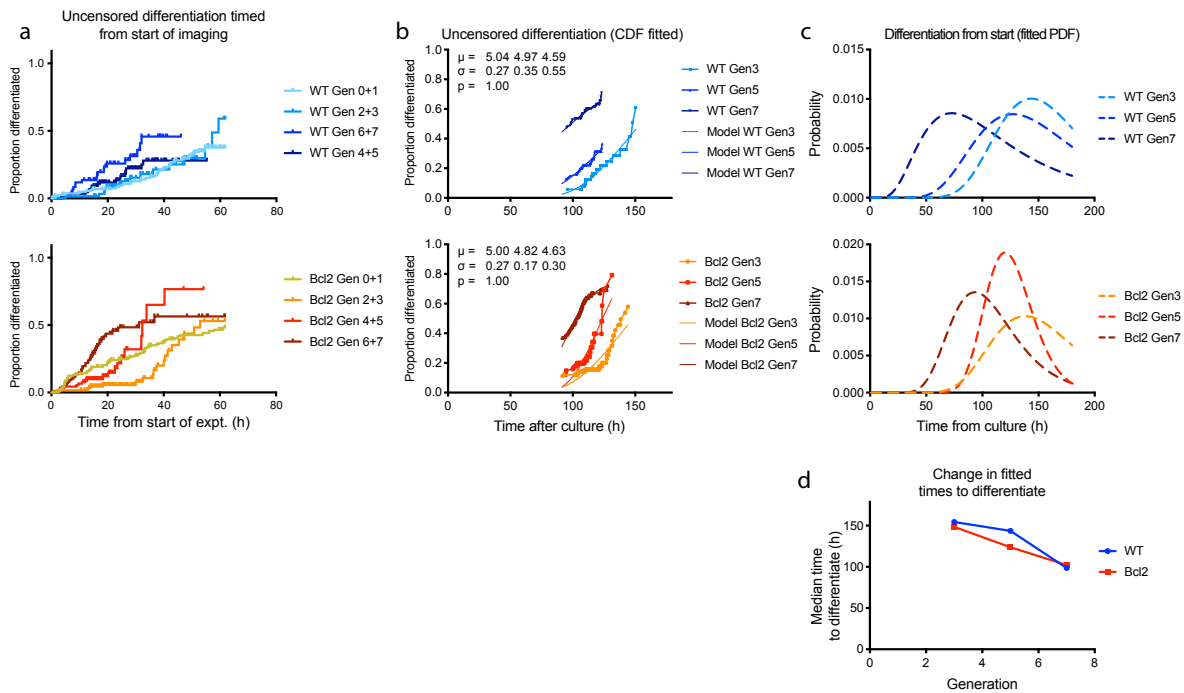 a
Uncensored differentiation timed
from start of imaging
Proportion differentiated
1.0
0.5
0.0
0 20 40 60 80
WT Gen 0+1
WT Gen 2+3
WT Gen 6+7
WT Gen 4+5
Proportion differentiated
1.0
0.5
0.0
0 20 40 60 80
Time from start of expt. (h)
Bcl2 Gen 0+1
Bcl2 Gen 2+3
Bcl2 Gen 4+5
Bcl2 Gen 6+7
b
Uncensored differentiation (CDF fitted)
Proportion differentiated
1.0
0.8
0.6
0.4
0.2
0.0
0 50 100 150
μ = 5.04 4.97 4.59
σ = 0.27 0.35 0.55
p = 1.00
WT Gen3
WT Gen5
WT Gen7
Model WT Gen3
Model WT Gen5
Model WT Gen7
Proportion differentiated
1.0
0.8
0.6
0.4
0.2
0.0
0 50 100 150
μ = 5.00 4.82 4.63
σ = 0.27 0.17 0.30
p = 1.00
Time after culture (h)
Bcl2 Gen3
Bcl2 Gen5
Bcl2 Gen7
Model Bcl2 Gen3
Model Bcl2 Gen5
Model Bcl2 Gen7
c
Differentiation from start (fitted PDF)
Probability
0.015
0.010
0.005
0.000
0 50 100 150 200
WT Gen3
WT Gen5
WT Gen7
Probability
0.020
0.015
0.010
0.005
0.000
0 50 100 150 200
Time from culture (h)
Bcl2 Gen3
Bcl2 Gen5
Bcl2 Gen7
d
Change in fitted
times to differentiate
Median time
to differentiate (h)
150
100
50
0
0 2 4 6 8
Generation
WT
Bcl2